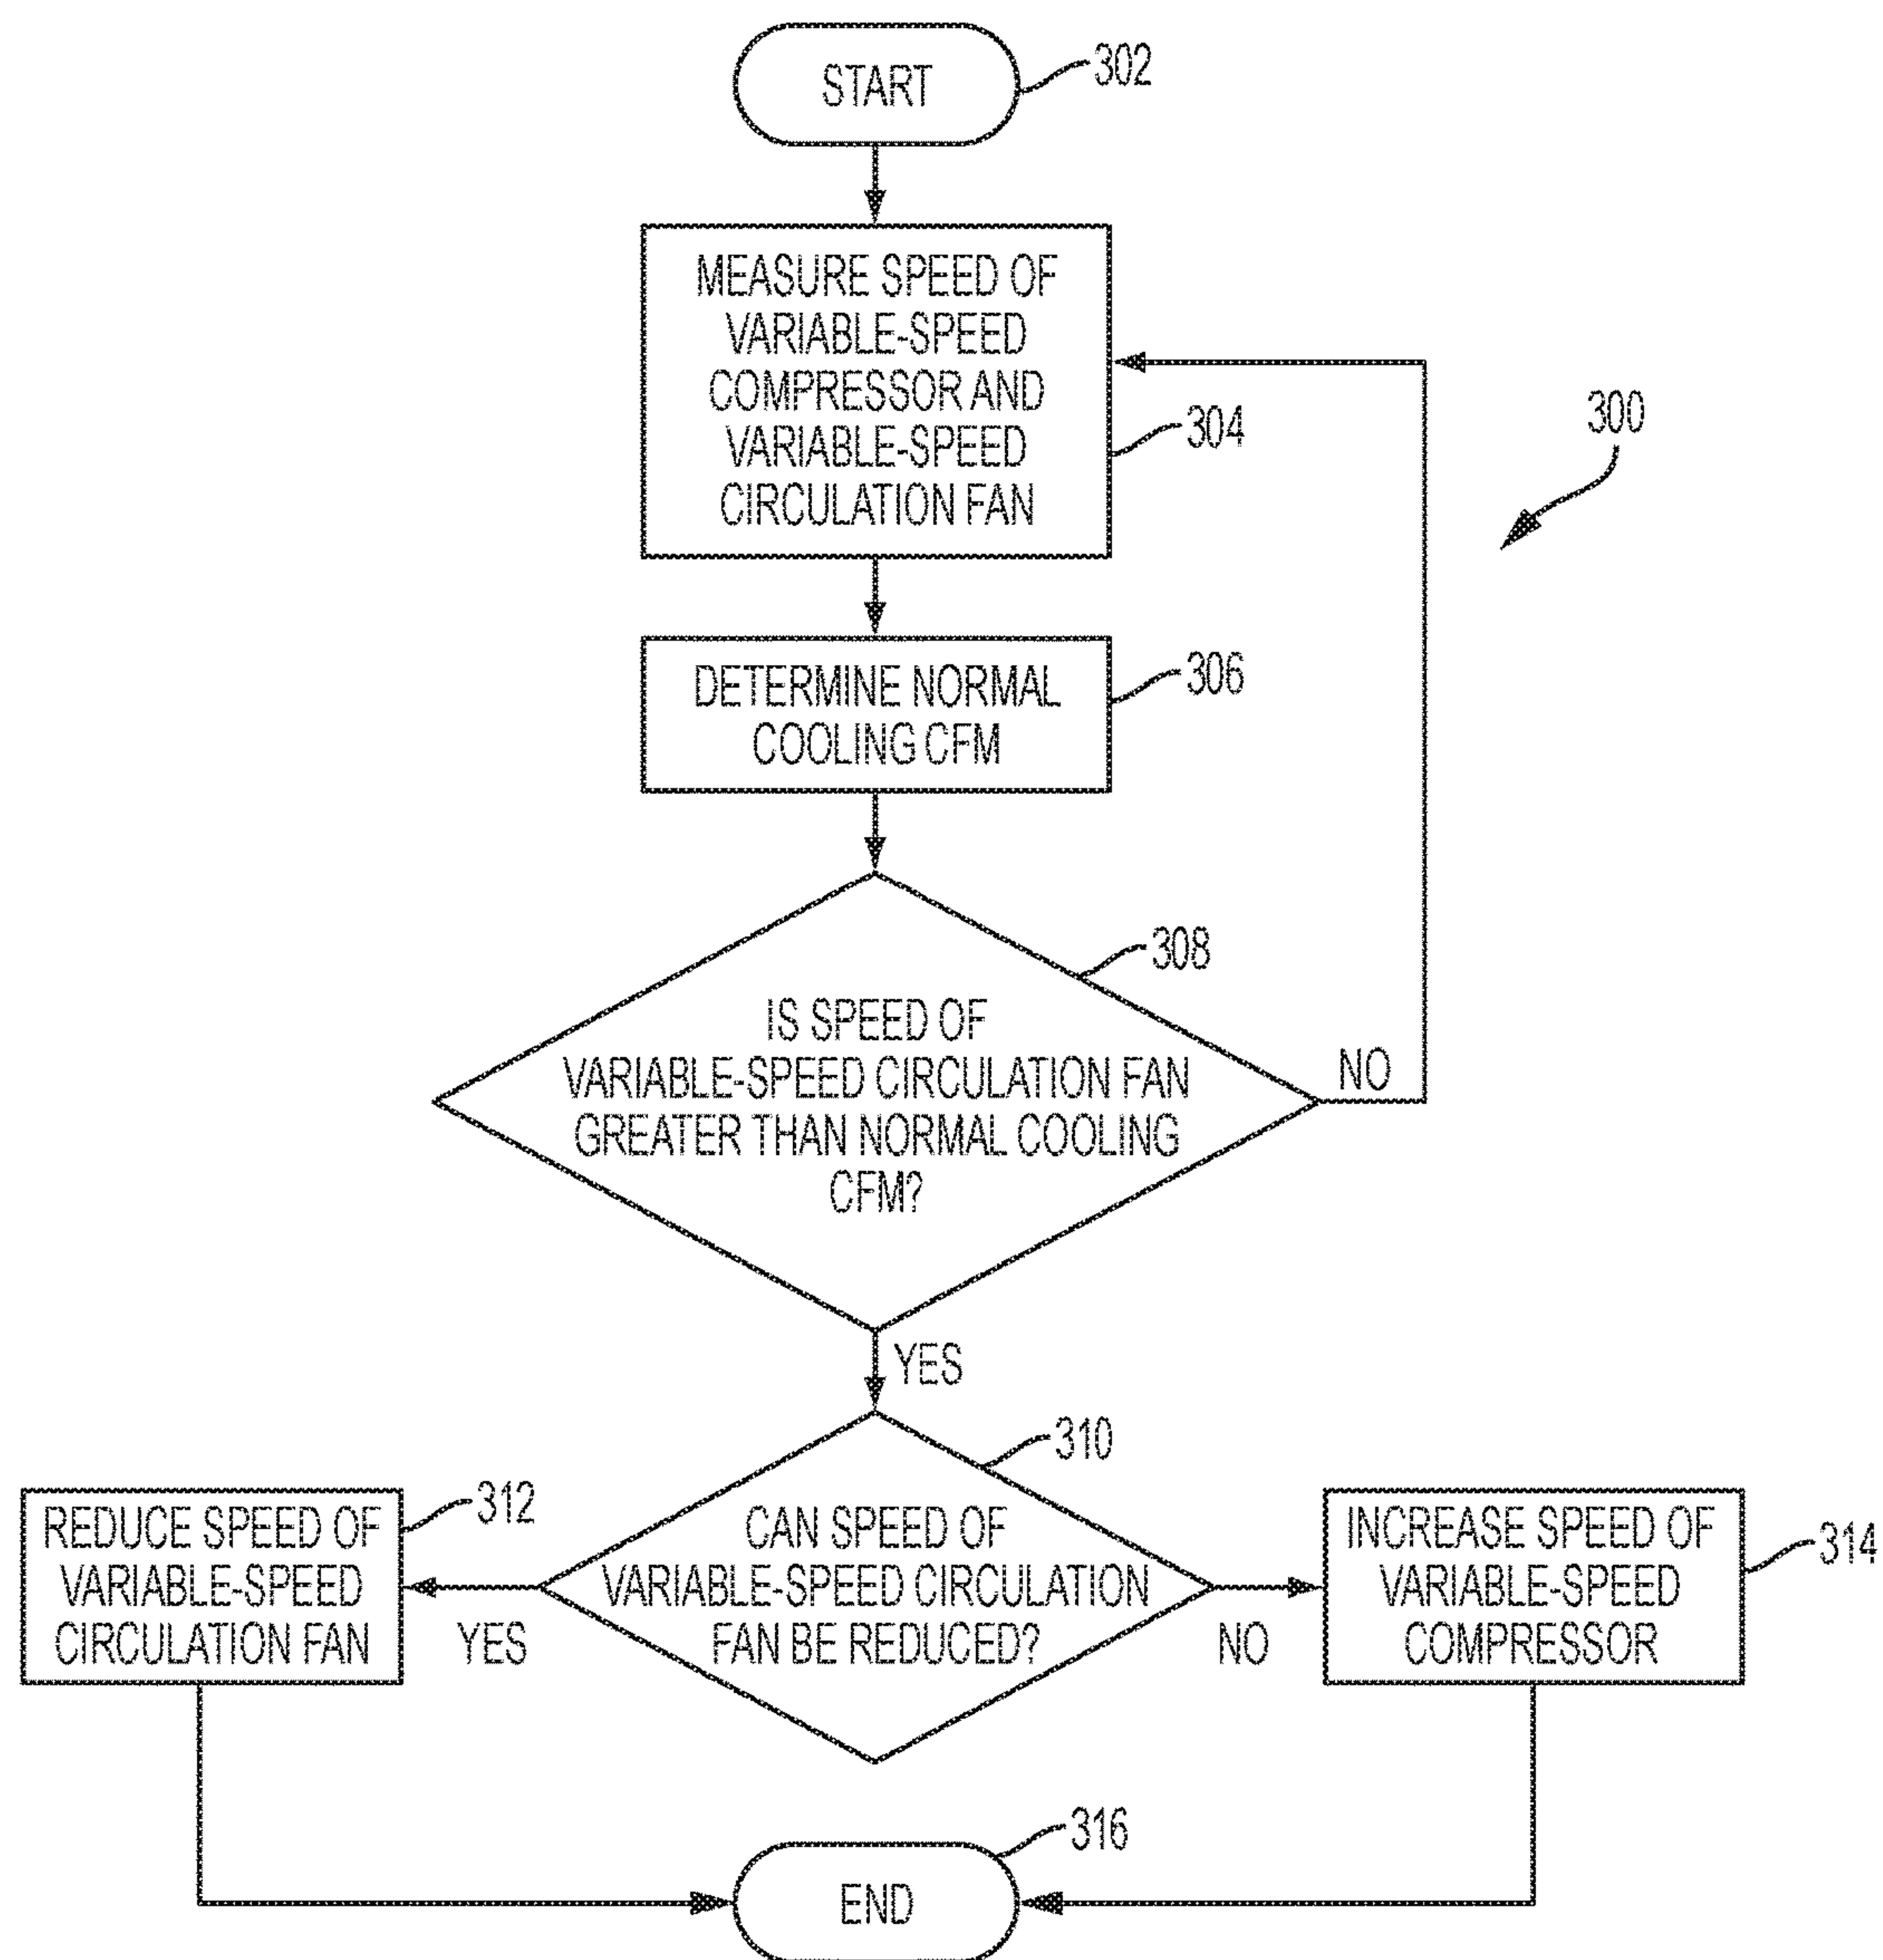 START
302
MEASURE SPEED OF
VARIABLE-SPEED
COMPRESSOR AND
VARIABLE-SPEED
CIRCULATION FAN
304
300
DETERMINE NORMAL
COOLING CFM
306
308
IS SPEED OF
VARIABLE-SPEED CIRCULATION FAN
GREATER THAN NORMAL COOLING
CFM?
NO
YES
310
CAN SPEED OF
VARIABLE-SPEED CIRCULATION
FAN BE REDUCED?
YES
NO
REDUCE SPEED OF
VARIABLE-SPEED
CIRCULATION FAN
312
INCREASE SPEED OF
VARIABLE-SPEED
COMPRESSOR
314
316
END